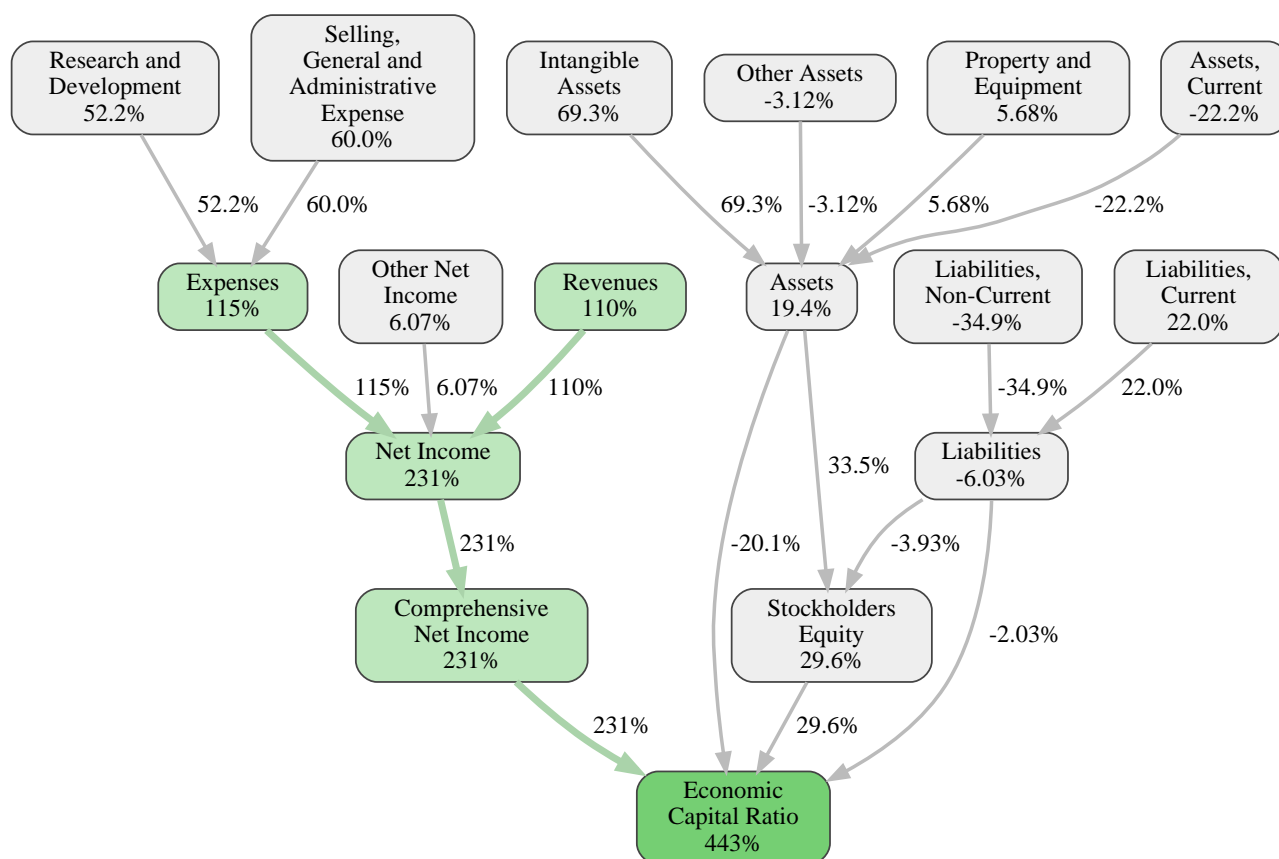 Research and
Development
52.2%
Selling,
General and
Administrative
Expense
60.0%
Intangible
Assets
69.3%
Other Assets
-3.12%
Property and
Equipment
5.68%
Assets,
Current
-22.2%
52.2%
60.0%
69.3%
-3.12%
5.68%
-22.2%
Expenses
115%
Other Net
Income
6.07%
Revenues
110%
Assets
19.4%
Liabilities,
Non-Current
-34.9%
Liabilities,
Current
22.0%
115%
6.07%
110%
-34.9%
22.0%
Net Income
231%
33.5%
Liabilities
-6.03%
231%
-20.1%
-3.93%
Comprehensive
Net Income
231%
Stockholders
Equity
29.6%
-2.03%
231%
29.6%
Economic
Capital Ratio
443%